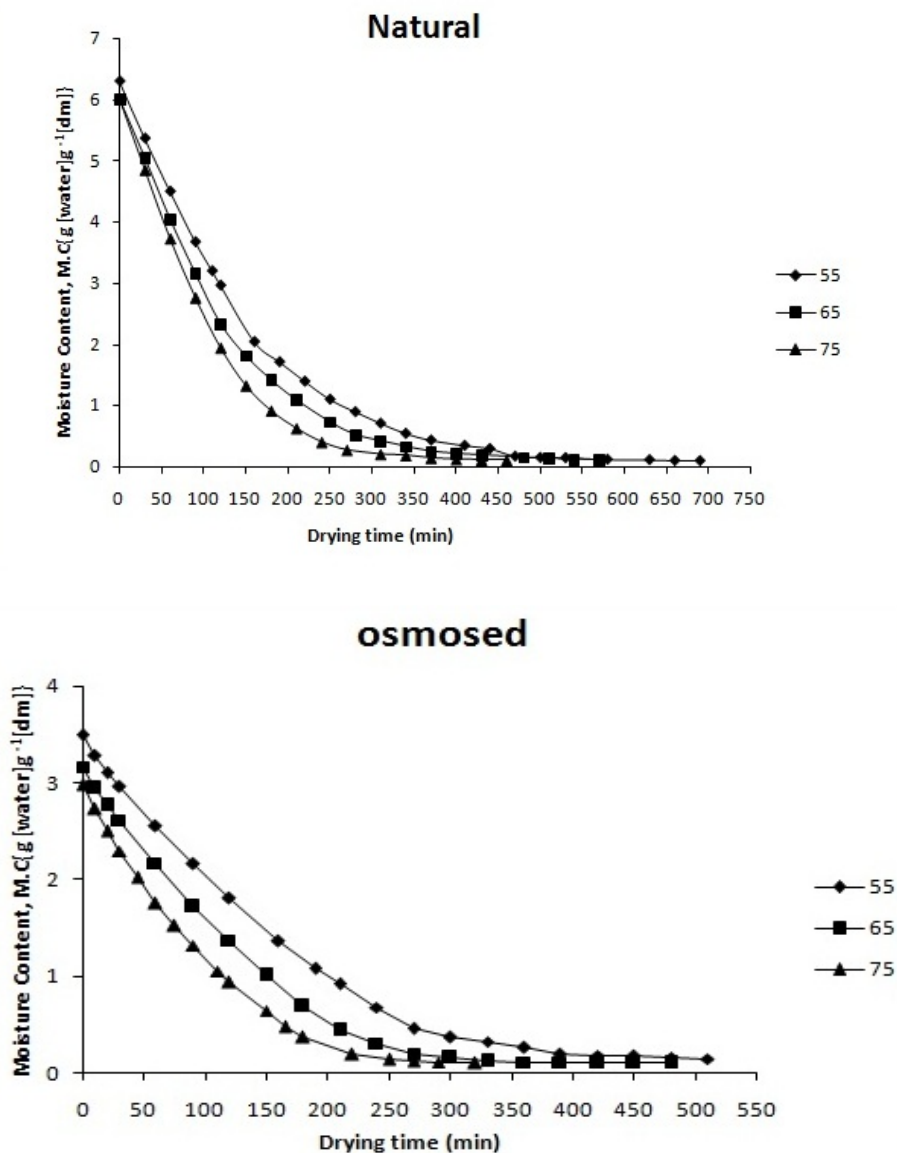 Natural
Moisture Content, M.C{g [water]g⁻¹[dm]}
7
6
5
4
3
2
1
0
0 50 100 150 200 250 300 350 400 450 500 550 600 650 700 750
Drying time (min)
55
65
75
osmosed
Moisture Content, M.C{g [water]g⁻¹[dm]}
4
3
2
1
0
0 50 100 150 200 250 300 350 400 450 500 550
Drying time (min)
55
65
75